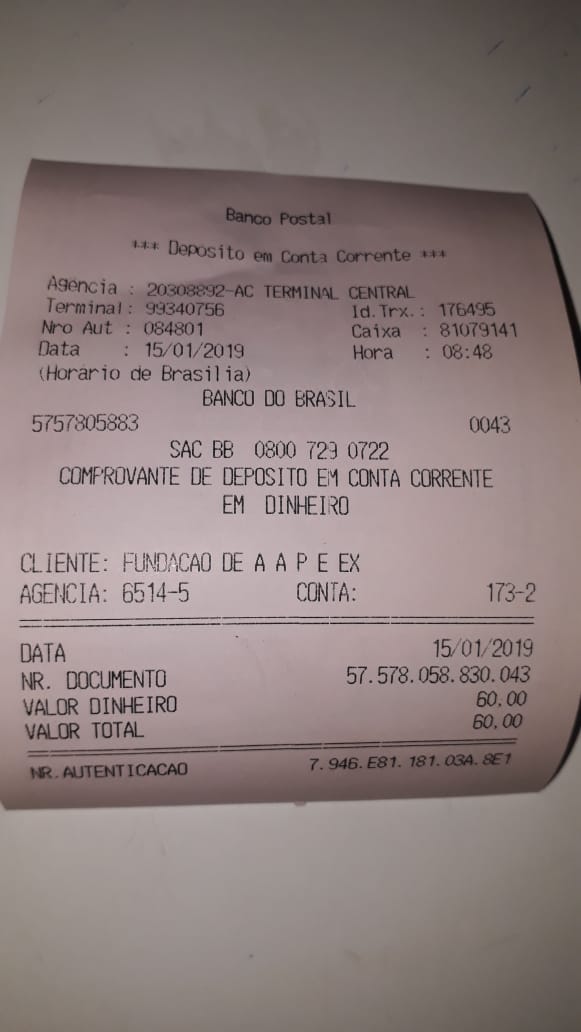 Banco Postal
*** Deposito em Conta Corrente ***
Agencia : 20308892-AC TERMINAL CENTRAL
Terminal: 99340756 Id.Trx.: 176495
Nro Aut : 084801 Caixa : 81079141
Data : 15/01/2019 Hora : 08:48
(Horario de Brasilia)
BANCO DO BRASIL
5757805883 0043
SAC BB 0800 729 0722
COMPROVANTE DE DEPOSITO EM CONTA CORRENTE
EM DINHEIRO
CLIENTE: FUNDACAO DE A A P E EX
AGENCIA: 6514-5 CONTA: 173-2
DATA 15/01/2019
NR. DOCUMENTO 57.578.058.830.043
VALOR DINHEIRO 60,00
VALOR TOTAL 60,00
NR.AUTENTICACAO 7.946.E81.181.03A.8E1